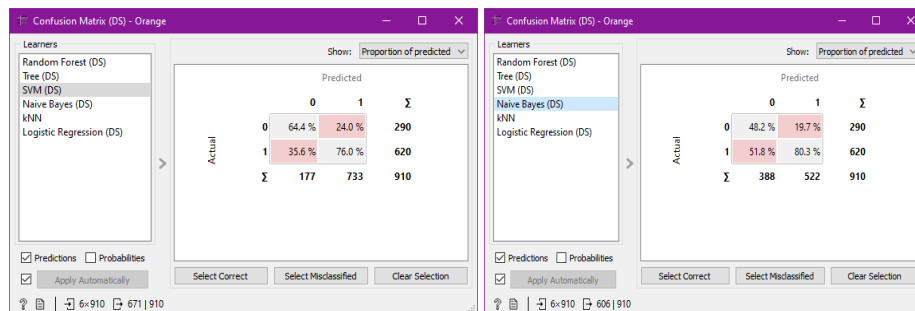 Confusion Matrix (DS) - Orange
Learners
Random Forest (DS)
Tree (DS)
SVM (DS)
Naive Bayes (DS)
kNN
Logistic Regression (DS)
Predictions Probabilities
Apply Automatically
Show: Proportion of predicted
Predicted
0 1 Σ
Actual
0 64.4 % 24.0 % 290
1 35.6 % 76.0 % 620
Σ 177 733 910
Select Correct Select Misclassified Clear Selection
? 6×910 671 | 910
Confusion Matrix (DS) - Orange
Learners
Random Forest (DS)
Tree (DS)
SVM (DS)
Naive Bayes (DS)
kNN
Logistic Regression (DS)
Predictions Probabilities
Apply Automatically
Show: Proportion of predicted
Predicted
0 1 Σ
Actual
0 48.2 % 19.7 % 290
1 51.8 % 80.3 % 620
Σ 388 522 910
Select Correct Select Misclassified Clear Selection
? 6×910 606 | 910